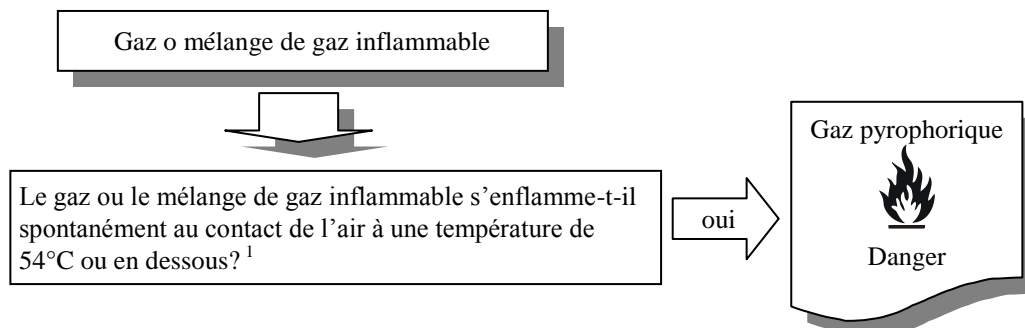 Gaz o mélange de gaz inflammable
Gaz pyrophorique
Le gaz ou le mélange de gaz inflammable s’enflamme-t-il
spontanément au contact de l’air à une température de
54°C ou en dessous? 1
oui
Danger